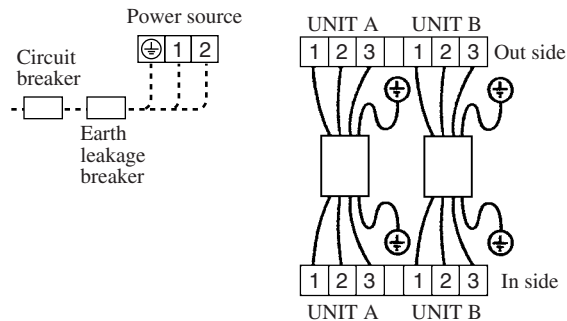 Power source
1 2
Circuit
breaker
Earth
leakage
breaker
UNIT A UNIT B
1 2 3 1 2 3 Out side
1 2 3 1 2 3 In side
UNIT A UNIT B